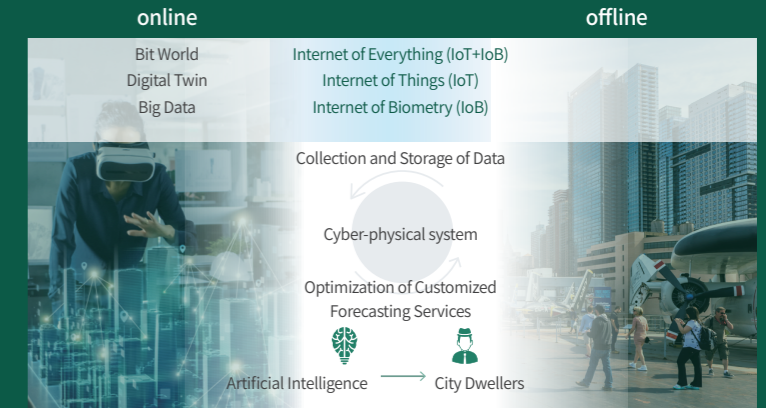 online
offline
Bit World
Digital Twin
Big Data
Internet of Everything (IoT+IoB)
Internet of Things (IoT)
Internet of Biometry (IoB)
Collection and Storage of Data
Cyber-physical system
Optimization of Customized
Forecasting Services
Artificial Intelligence
City Dwellers